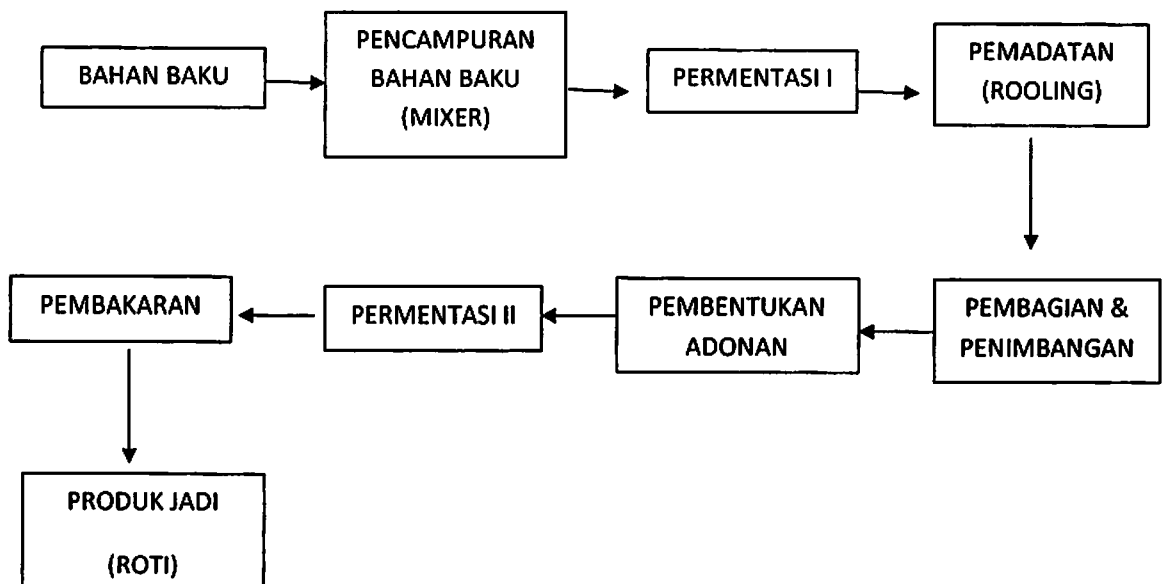 BAHAN BAKU
PENCAMPURAN
BAHAN BAKU
(MIXER)
PERMENTASI I
PEMADATAN
(ROOLING)
PEMBAGIAN &
PENIMBANGAN
PEMBENTUKAN
ADONAN
PERMENTASI II
PEMBAKARAN
PRODUK JADI
(ROTI)